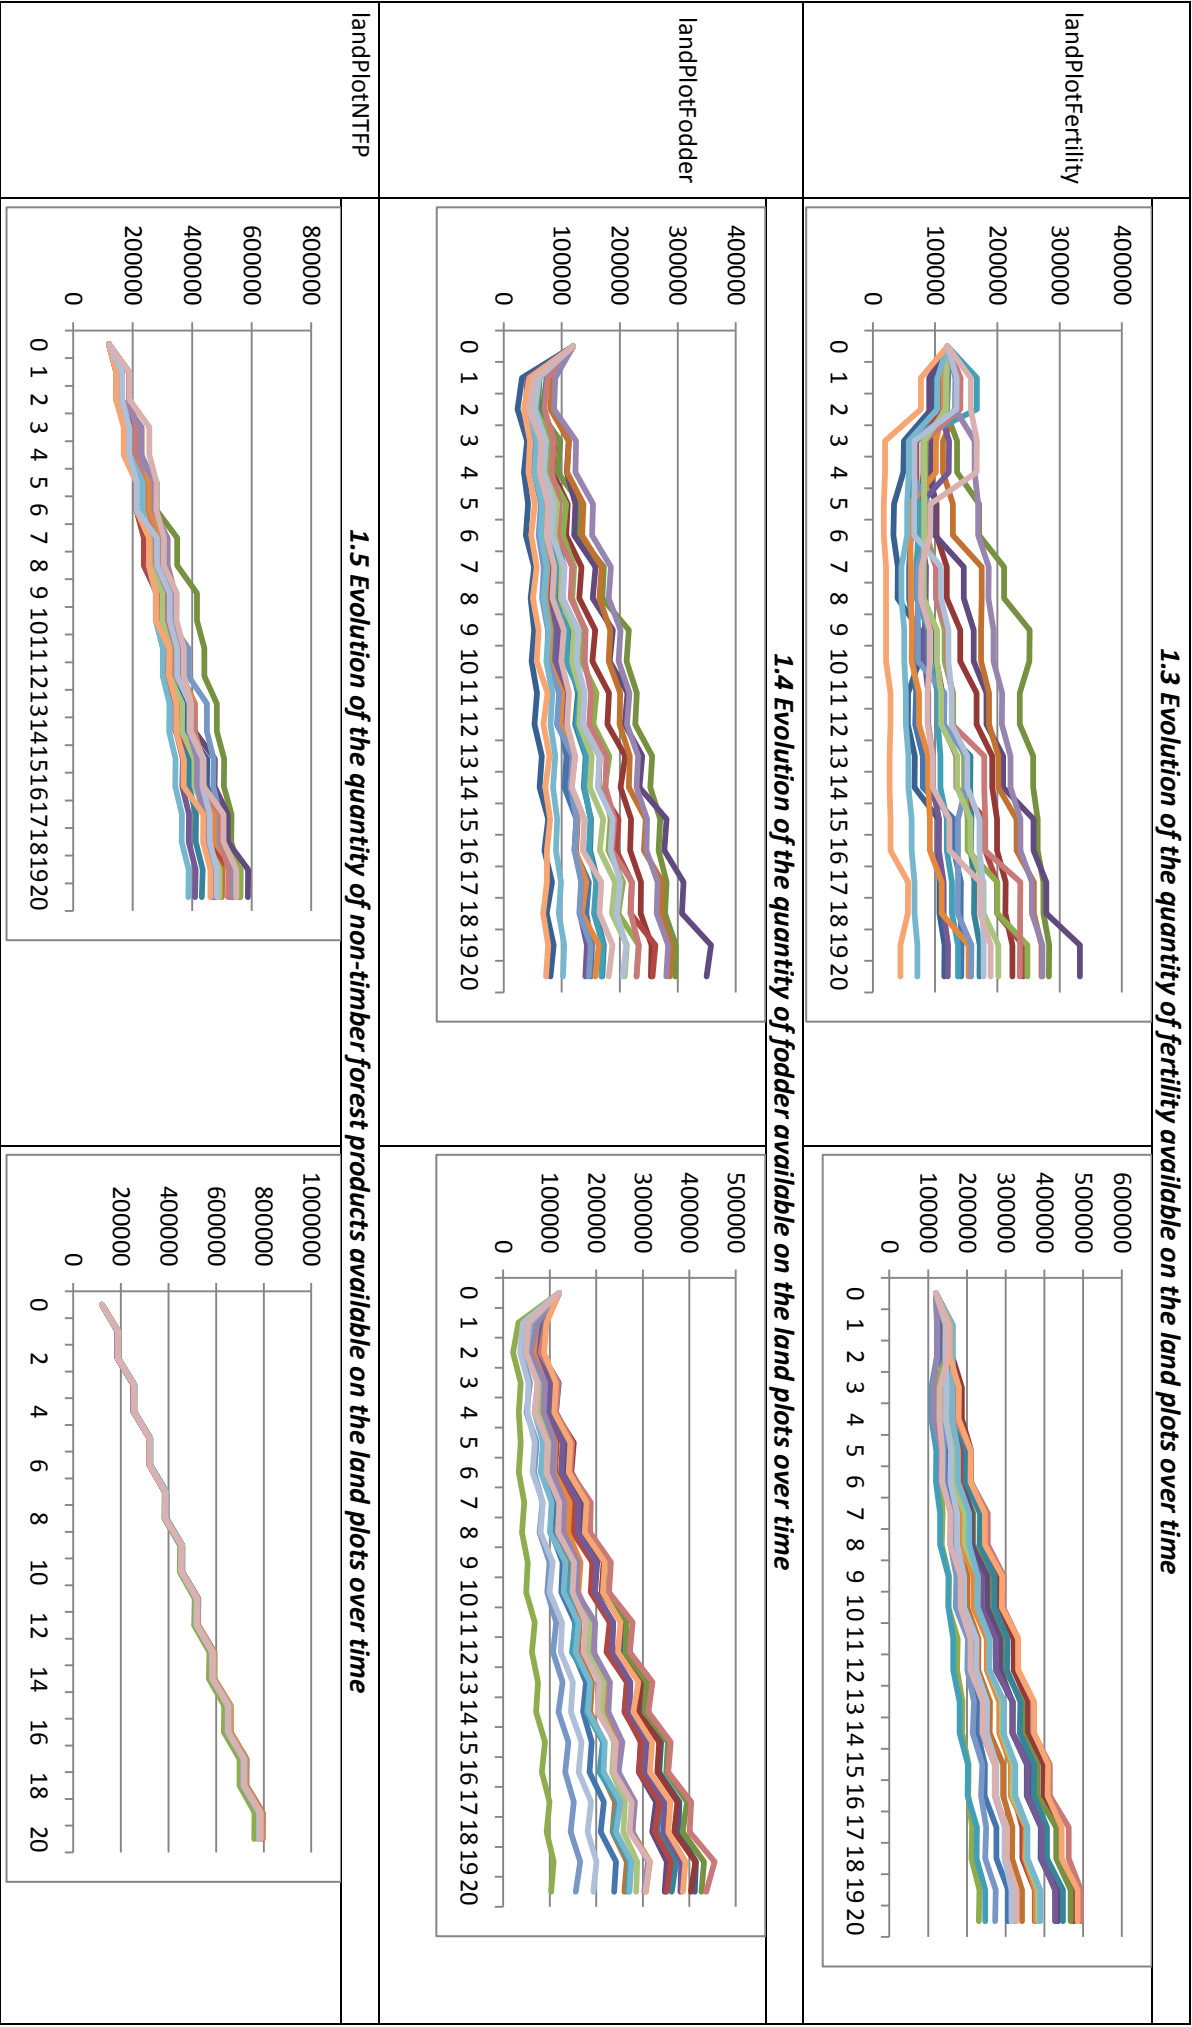 1.3 Evolution of the quantity of fertility available on the land plots over time
landPlotFertility
400000
300000
200000
100000
0
0 1 2 3 4 5 6 7 8 9 10 11 12 13 14 15 16 17 18 19 20
600000
500000
400000
300000
200000
100000
0
0 1 2 3 4 5 6 7 8 9 10 11 12 13 14 15 16 17 18 19 20
1.4 Evolution of the quantity of fodder available on the land plots over time
landPlotFodder
400000
300000
200000
100000
0
0 1 2 3 4 5 6 7 8 9 10 11 12 13 14 15 16 17 18 19 20
500000
400000
300000
200000
100000
0
0 1 2 3 4 5 6 7 8 9 10 11 12 13 14 15 16 17 18 19 20
1.5 Evolution of the quantity of non-timber forest products available on the land plots over time
landPlotNTFP
800000
600000
400000
200000
0
0 1 2 3 4 5 6 7 8 9 10 11 12 13 14 15 16 17 18 19 20
1000000
800000
600000
400000
200000
0
0 2 4 6 8 10 12 14 16 18 20